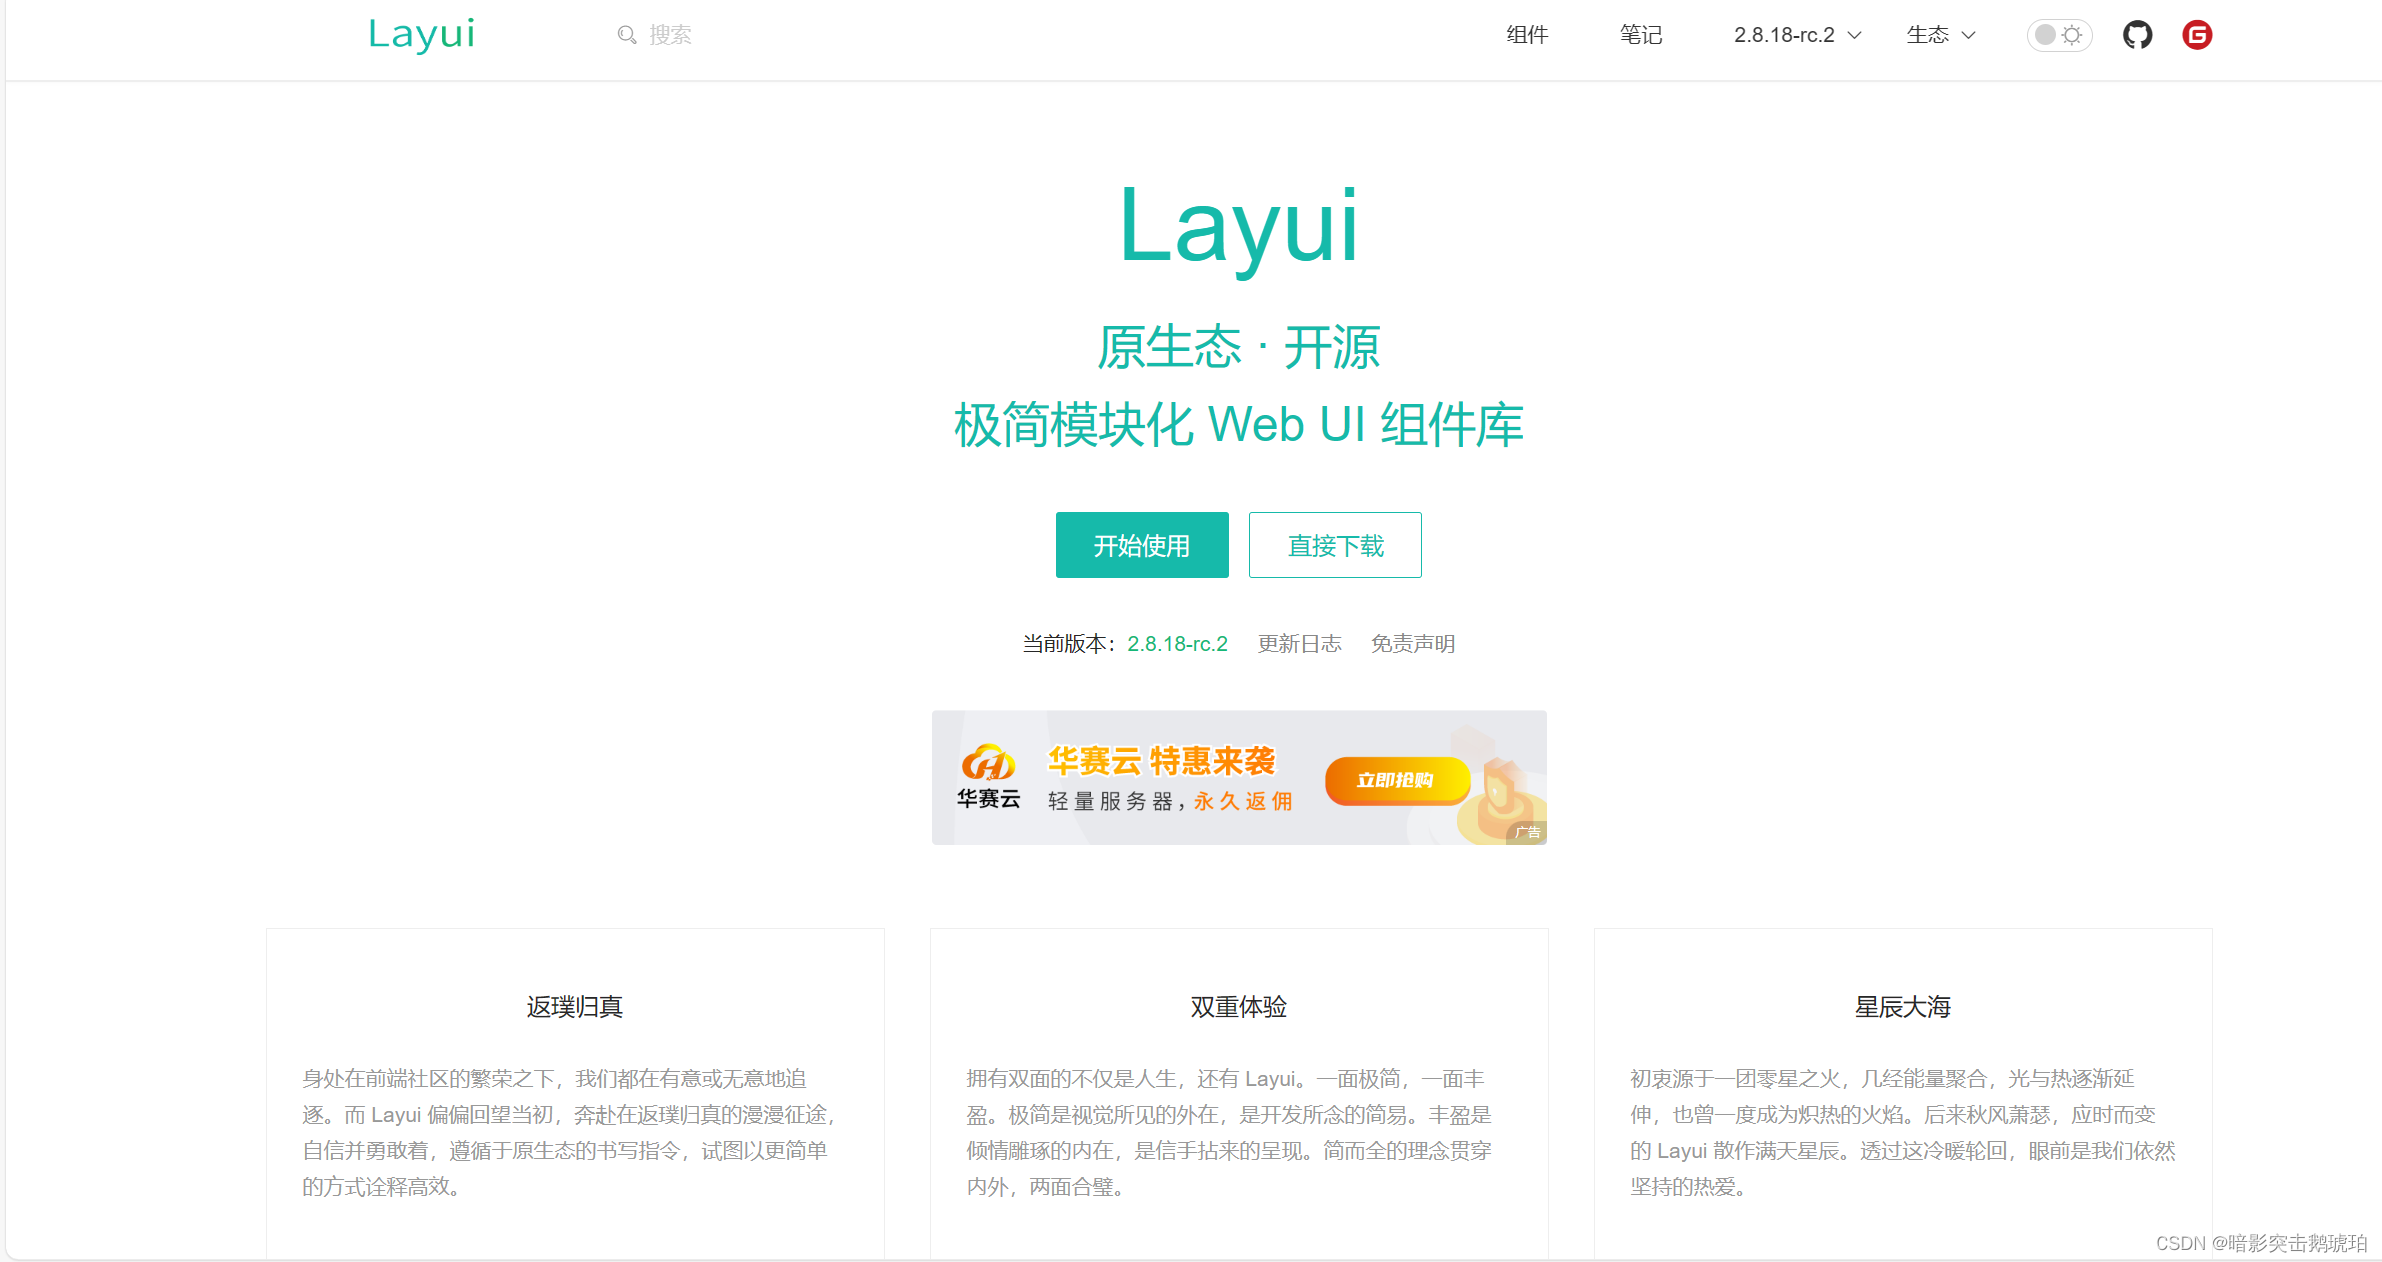 Layui
搜索
组件 笔记 2.8.18-rc.2 生态
Layui
原生态 · 开源
极简模块化 Web UI 组件库
开始使用 直接下载
当前版本：2.8.18-rc.2 更新日志 免责声明
华赛云 特惠来袭
华赛云
轻量服务器，永久返佣
立即抢购
广告
返璞归真
身处在前端社区的繁荣之下，我们都在有意或无意地追
逐。而 Layui 偏偏回望当初，奔赴在返璞归真的漫漫征途，
自信并勇敢着，遵循于原生态的书写指令，试图以更简单
的方式诠释高效。
双重体验
拥有双面的不仅是人生，还有 Layui。一面极简，一面丰
盈。极简是视觉所见的外在，是开发所念的简易。丰盈是
倾情雕琢的内在，是信手拈来的呈现。简而全的理念贯穿
内外，两面合璧。
星辰大海
初衷源于一团零星之火，几经能量聚合，光与热逐渐延
伸，也曾一度成为炽热的火焰。后来秋风萧瑟，应时而变
的 Layui 散作满天星辰。透过这冷暖轮回，眼前是我们依然
坚持的热爱。
CSDN @暗影突击鹅琥珀